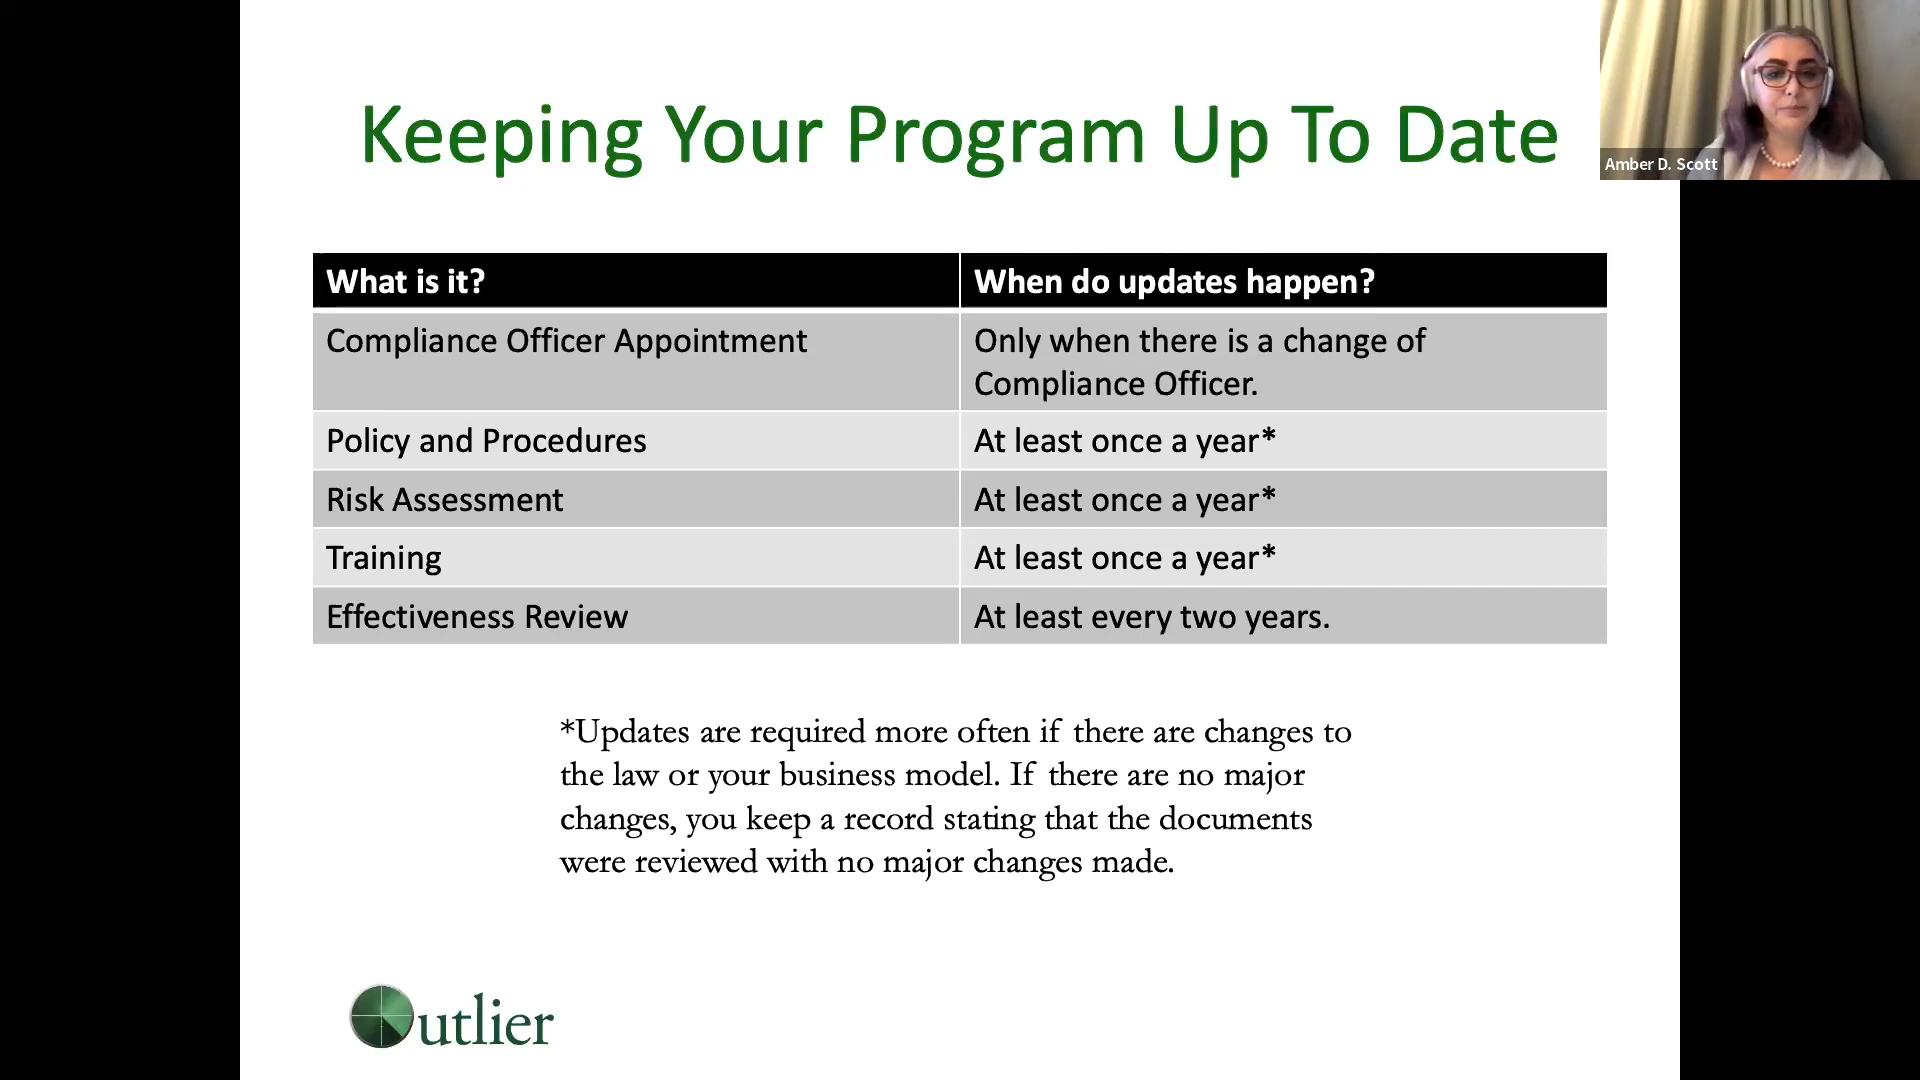 Keeping Your Program Up To Date
Amber D. Scott
What is it?
When do updates happen?
Compliance Officer Appointment
Only when there is a change of
Compliance Officer.
Policy and Procedures
At least once a year*
Risk Assessment
At least once a year*
Training
At least once a year*
Effectiveness Review
At least every two years.
*Updates are required more often if there are changes to
the law or your business model. If there are no major
changes, you keep a record stating that the documents
were reviewed with no major changes made.
Outlier